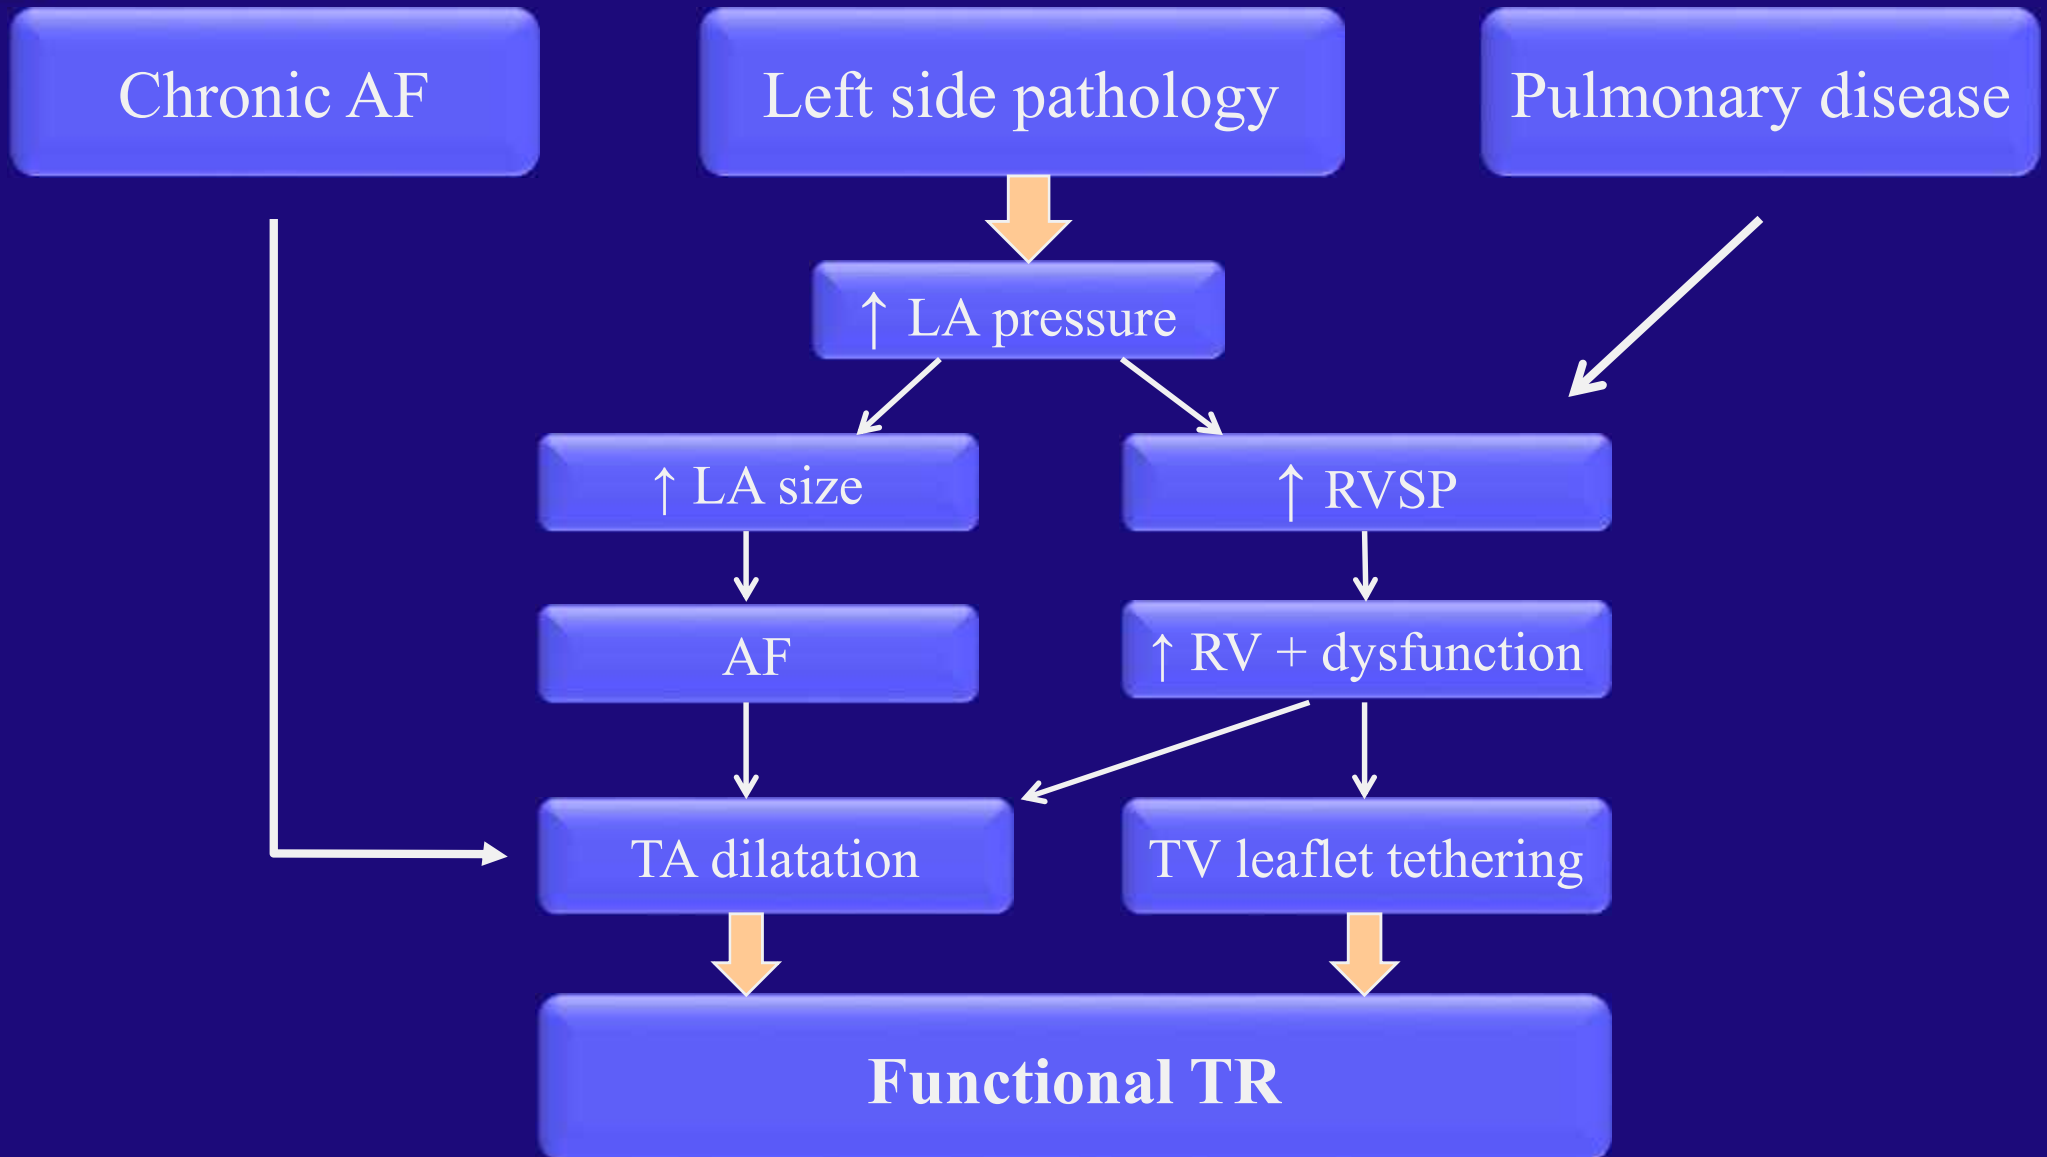 Chronic AF
Left side pathology
Pulmonary disease
↑ LA pressure
↑ LA size
↑ RVSP
AF
↑ RV + dysfunction
TA dilatation
TV leaflet tethering
Functional TR